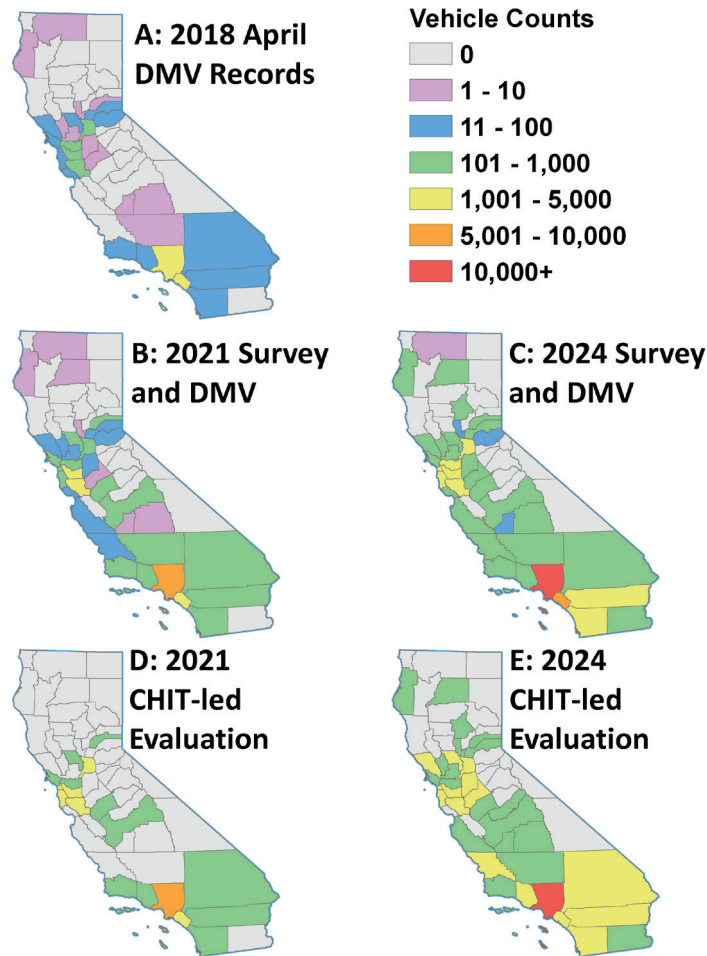 A: 2018 April
DMV Records
Vehicle Counts
0
1 - 10
11 - 100
101 - 1,000
1,001 - 5,000
5,001 - 10,000
10,000+
B: 2021 Survey
and DMV
C: 2024 Survey
and DMV
D: 2021
CHIT-led
Evaluation
E: 2024
CHIT-led
Evaluation